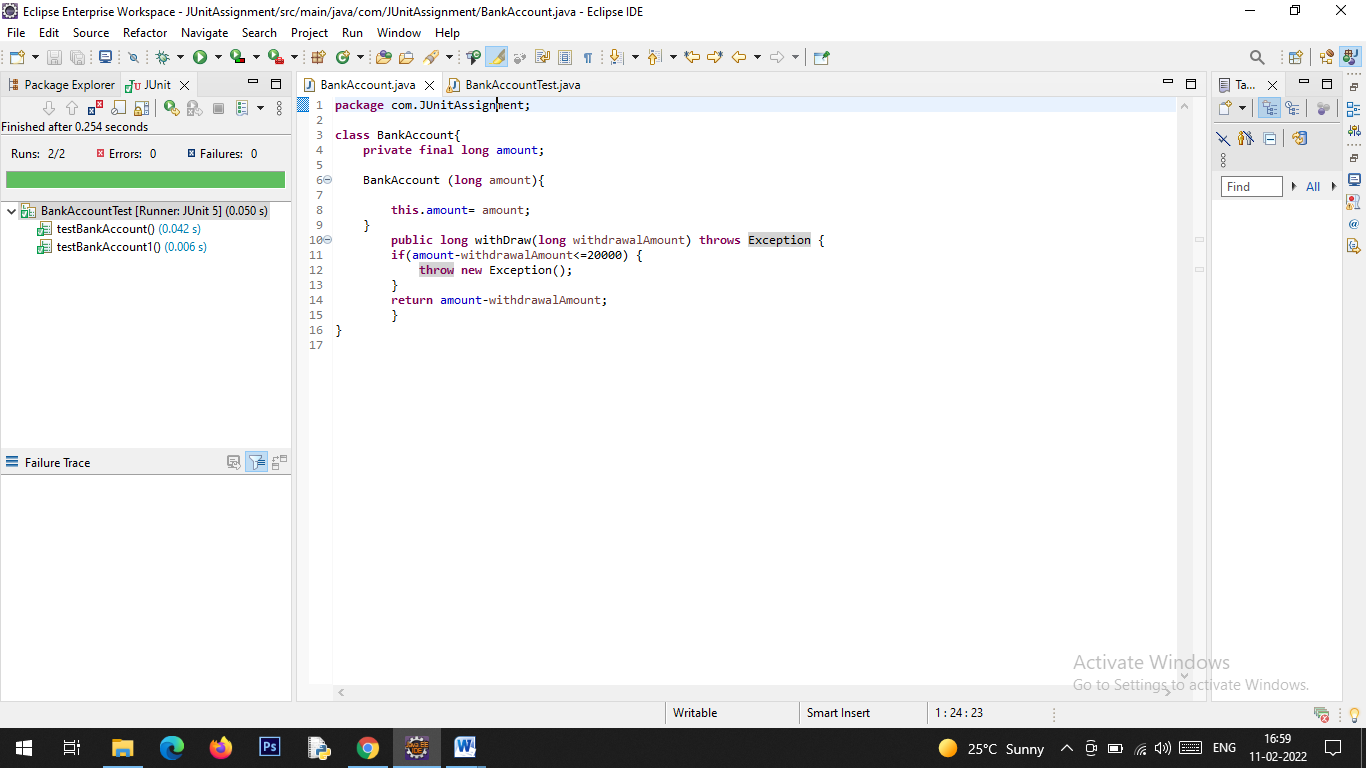 Eclipse Enterprise Workspace - JUnitAssignment/src/main/java/com/JUnitAssignment/BankAccount.java - Eclipse IDE
File Edit Source Refactor Navigate Search Project Run Window Help
Package Explorer JUnit
BankAccount.java BankAccountTest.java
Ta...
Finished after 0.254 seconds
Runs: 2/2 Errors: 0 Failures: 0
BankAccountTest [Runner: JUnit 5] (0.050 s)
testBankAccount() (0.042 s)
testBankAccount1() (0.006 s)
Failure Trace
1 package com.JUnitAssignment;
2
3 class BankAccount{
4 private final long amount;
5
6 BankAccount (long amount){
7
8 this.amount= amount;
9 }
10 public long withDraw(long withdrawalAmount) throws Exception {
11 if(amount-withdrawalAmount<=20000) {
12 throw new Exception();
13 }
14 return amount-withdrawalAmount;
15 }
16 }
17
Find All
Activate Windows
Go to Settings to activate Windows.
Writable Smart Insert 1 : 24 : 23
Ps
JAVA EE
IDE
W
25°C Sunny
ENG
16:59
11-02-2022